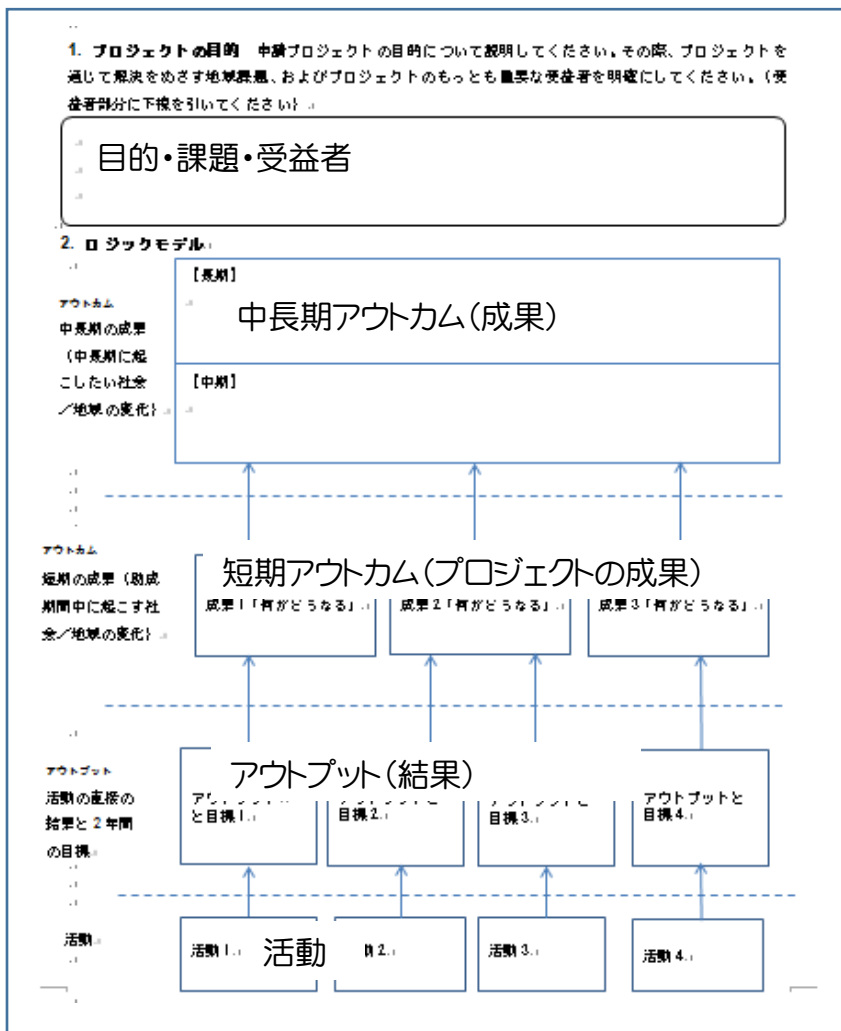 1. プロジェクトの目的　申請プロジェクトの目的について説明してください。その際、プロジェクトを
通じて解決をめざす地域課題、およびプロジェクトのもっとも重要な受益者を明確にしてください。(受
益者部分に下線を引いてください)
目的・課題・受益者
2. ロジックモデル
【長期】
中長期アウトカム(成果)
アウトカム
中長期の成果
(中長期に起
こしたい社会
／地域の変化)
【中期】
アウトカム
短期の成果(助成
期間中に起こす社
会／地域の変化)
短期アウトカム(プロジェクトの成果)
成果1「何がどうなる」
成果2「何がどうなる」
成果3「何がどうなる」
アウトプット
活動の直接の
結果と2年間
の目標
アウトプット(結果)
と目標1.
目標2.
目標3.
アウトプットと
目標4.
活動
活動1.
活動
2.
活動3.
活動4.